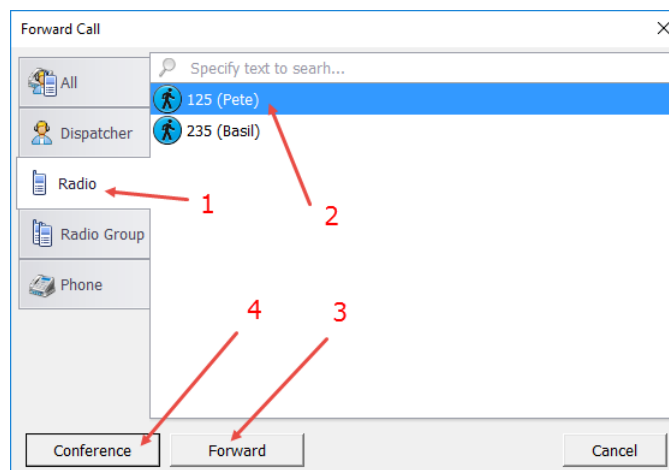 Forward Call
All
Specify text to searh...
125 (Pete)
Dispatcher
235 (Basil)
Radio
1
2
Radio Group
Phone
4
3
Conference
Forward
Cancel